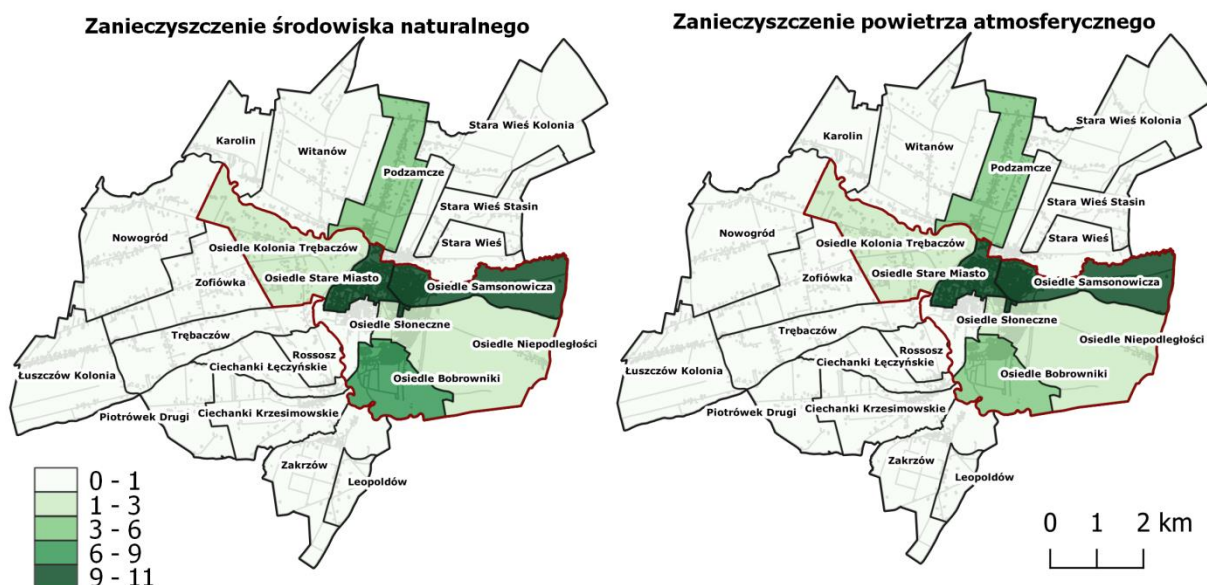 Zanieczyszczenie środowiska naturalnego
Karolin
Witanów
Stara Wieś Kolonia
Podzamcze
Stara Wieś Stasin
Nowogród
Stara Wieś
Osiedle Kolonia Trębaczów
Zofiówka
Osiedle Stare Miasto
Osiedle Samsonowicza
Osiedle Słoneczne
Trębaczów
Osiedle Niepodległości
Rossosz
Łuszczów Kolonia
Ciechanki Łęczyńskie
Osiedle Bobrowniki
Piotrówek Drugi
Ciechanki Krzesimowskie
Zakrzów
Leopoldów
0 - 1
1 - 3
3 - 6
6 - 9
9 - 11
Zanieczyszczenie powietrza atmosferycznego
Karolin
Witanów
Stara Wieś Kolonia
Podzamcze
Stara Wieś Stasin
Nowogród
Stara Wieś
Osiedle Kolonia Trębaczów
Zofiówka
Osiedle Stare Miasto
Osiedle Samsonowicza
Osiedle Słoneczne
Trębaczów
Osiedle Niepodległości
Rossosz
Łuszczów Kolonia
Ciechanki Łęczyńskie
Osiedle Bobrowniki
Piotrówek Drugi
Ciechanki Krzesimowskie
Zakrzów
Leopoldów
0 1 2 km